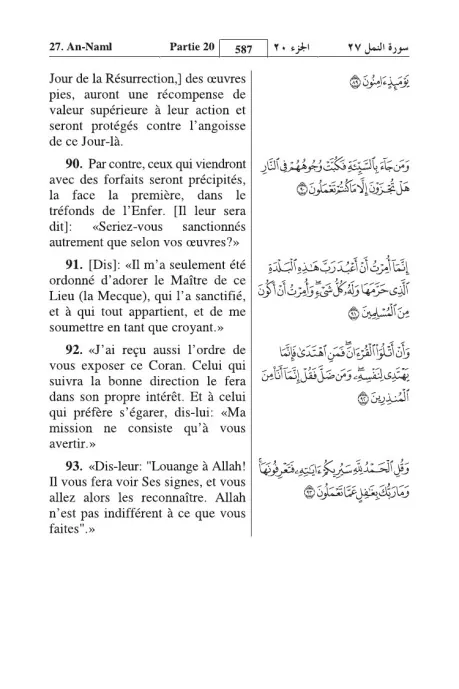 27. An-Naml Partie 20 587 الجزء ٢٠ سورة النمل ٢٧
Jour de la Résurrection,] des œuvres
pies, auront une récompense de
valeur supérieure à leur action et
seront protégés contre l'angoisse
de ce Jour-là.
يَوْمَئِذٍ ءَامِنُونَ ٨٩
90. Par contre, ceux qui viendront
avec des forfaits seront précipités,
la face la première, dans le
tréfonds de l'Enfer. [Il leur sera
dit]: «Seriez-vous sanctionnés
autrement que selon vos œuvres?»
وَمَن جَآءَ بِٱلسَّيِّئَةِ فَكُبَّتْ وُجُوهُهُمْ فِى ٱلنَّارِ
هَلْ تُجْزَوْنَ إِلَّا مَا كُنتُمْ تَعْمَلُونَ ٩٠
91. [Dis]: «Il m'a seulement été
ordonné d'adorer le Maître de ce
Lieu (la Mecque), qui l'a sanctifié,
et à qui tout appartient, et de me
soumettre en tant que croyant.»
إِنَّمَآ أُمِرْتُ أَنْ أَعْبُدَ رَبَّ هَٰذِهِ ٱلْبَلْدَةِ
ٱلَّذِى حَرَّمَهَا وَلَهُۥ كُلُّ شَىْءٍ ۖ وَأُمِرْتُ أَنْ أَكُونَ
مِنَ ٱلْمُسْلِمِينَ ٩١
92. «J'ai reçu aussi l'ordre de
vous exposer ce Coran. Celui qui
suivra la bonne direction le fera
dans son propre intérêt. Et à celui
qui préfère s'égarer, dis-lui: «Ma
mission ne consiste qu'à vous
avertir.»
وَأَنْ أَتْلُوَا۟ ٱلْقُرْءَانَ ۖ فَمَنِ ٱهْتَدَىٰ فَإِنَّمَا
يَهْتَدِى لِنَفْسِهِۦ ۖ وَمَن ضَلَّ فَقُلْ إِنَّمَآ أَنَا۠ مِنَ
ٱلْمُنذِرِينَ ٩٢
93. «Dis-leur: "Louange à Allah!
Il vous fera voir Ses signes, et vous
allez alors les reconnaître. Allah
n'est pas indifférent à ce que vous
faites".»
وَقُلِ ٱلْحَمْدُ لِلَّهِ سَيُرِيكُمْ ءَايَٰتِهِۦ فَتَعْرِفُونَهَا ۚ
وَمَا رَبُّكَ بِغَٰفِلٍ عَمَّا تَعْمَلُونَ ٩٣